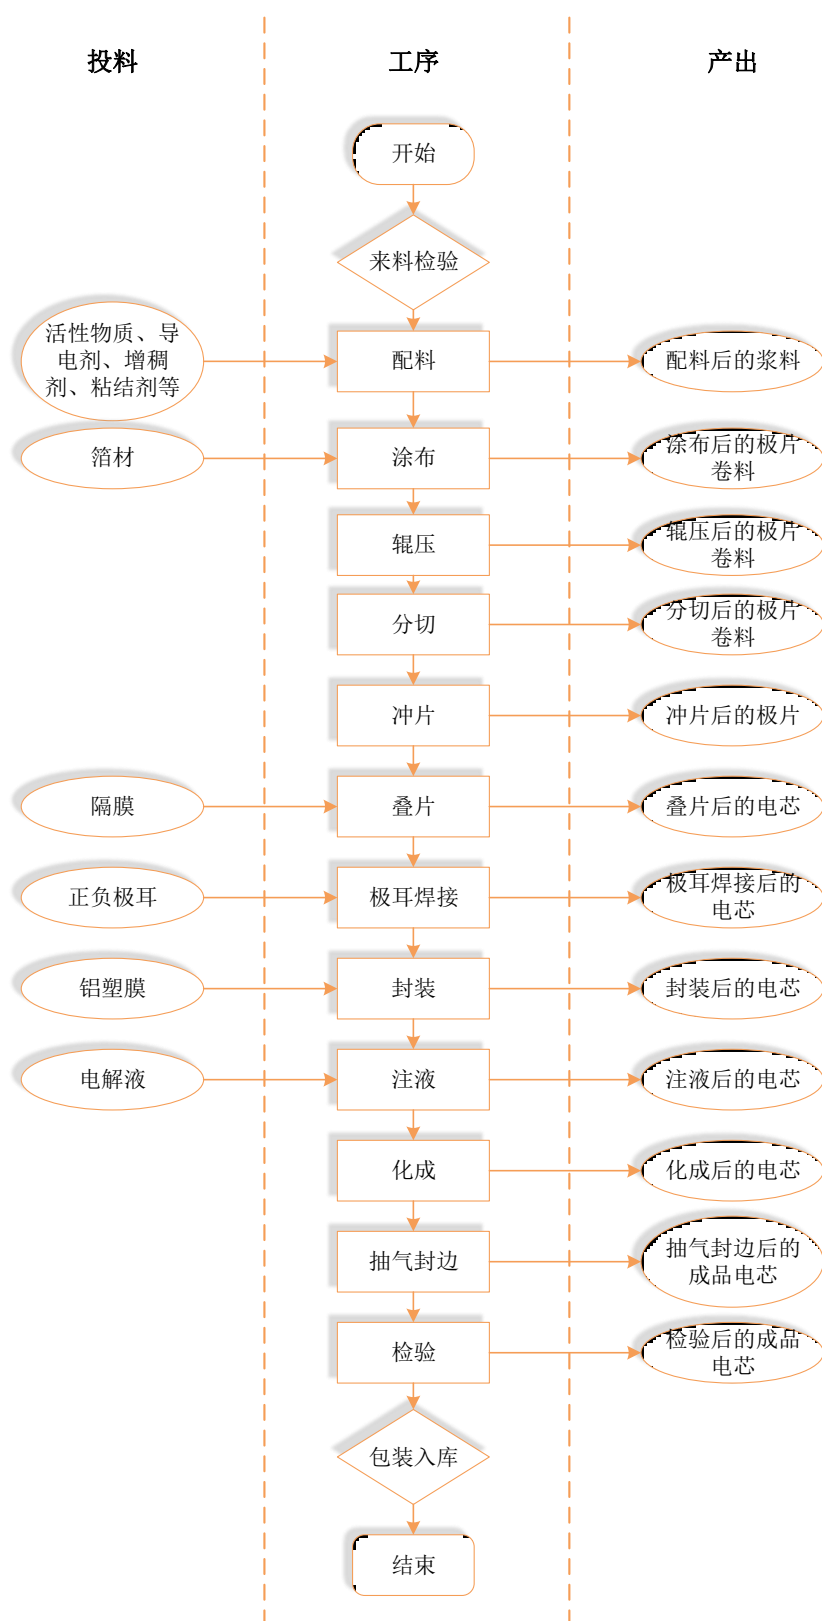 投料
工序
产出
开始
来料检验
活性物质、导
电剂、增稠
剂、粘结剂等
配料
配料后的浆料
箔材
涂布
涂布后的极片
卷料
辊压
辊压后的极片
卷料
分切
分切后的极片
卷料
冲片
冲片后的极片
隔膜
叠片
叠片后的电芯
正负极耳
极耳焊接
极耳焊接后的
电芯
铝塑膜
封装
封装后的电芯
电解液
注液
注液后的电芯
化成
化成后的电芯
抽气封边
抽气封边后的
成品电芯
检验
检验后的成品
电芯
包装入库
结束